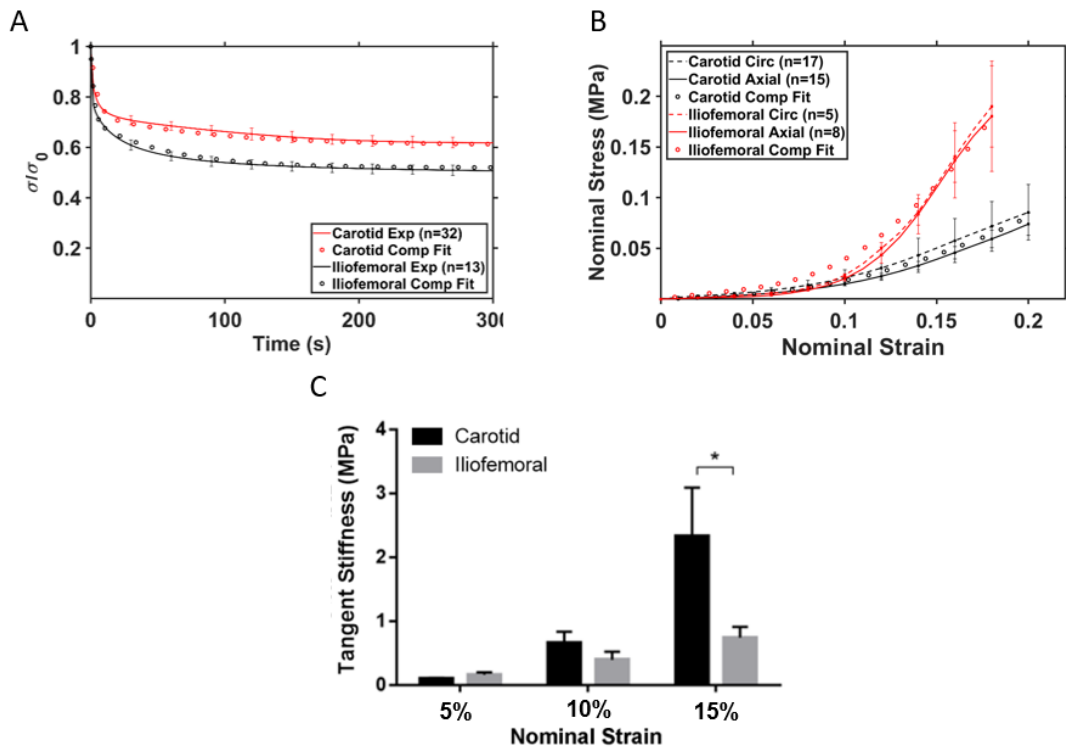 A
1
0.8
0.6
0.4
0.2
σ/σ0
0
100
200
300
Time (s)
Carotid Exp (n=32)
Carotid Comp Fit
Iliofemoral Exp (n=13)
Iliofemoral Comp Fit
B
Nominal Stress (MPa)
0.2
0.15
0.1
0.05
0
0.05
0.1
0.15
0.2
Nominal Strain
Carotid Circ (n=17)
Carotid Axial (n=15)
Carotid Comp Fit
Iliofemoral Circ (n=5)
Iliofemoral Axial (n=8)
Iliofemoral Comp Fit
C
Tangent Stiffness (MPa)
4
3
2
1
0
Carotid
Iliofemoral
*
5%
10%
15%
Nominal Strain